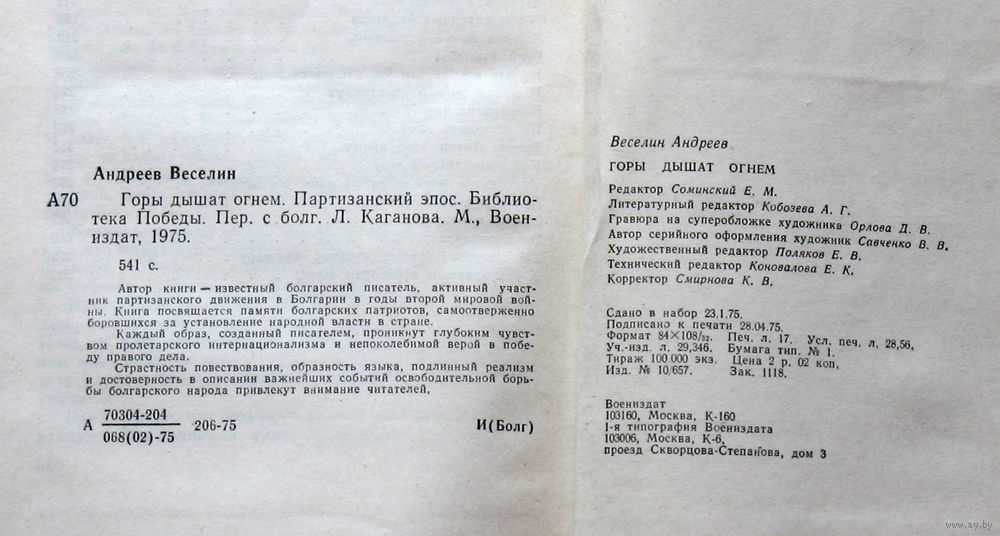 Андреев Веселин
А70 Горы дышат огнем. Партизанский эпос. Библио-
тека Победы. Пер. с болг. Л. Каганова. М., Воен-
издат, 1975.
541 с.
Автор книги — известный болгарский писатель, активный участ-
ник партизанского движения в Болгарии в годы второй мировой вой-
ны. Книга посвящается памяти болгарских патриотов, самоотверженно
боровшихся за установление народной власти в стране.
Каждый образ, созданный писателем, проникнут глубоким чувст-
вом пролетарского интернационализма и непоколебимой верой в побе-
ду правого дела.
Страстность повествования, образность языка, подлинный реализм
и достоверность в описании важнейших событий освободительной борь-
бы болгарского народа привлекут внимание читателей,
70304-204
А 206-75 И(Болг)
068(02)-75
Веселин Андреев
ГОРЫ ДЫШАТ ОГНЕМ
Редактор Соминский Е. М.
Литературный редактор Кобозева А. Г.
Гравюра на суперобложке художника Орлова Д. В.
Автор серийного оформления художник Савченко В. В.
Художественный редактор Поляков Е. В.
Технический редактор Коновалова Е. К.
Корректор Смирнова К. В.
Сдано в набор 23.1.75.
Подписано к печати 28.04.75.
Формат 84×108/32. Печ. л. 17. Усл. печ. л. 28,56.
Уч.-изд. л. 29,346. Бумага тип. № 1.
Тираж 100 000 экз. Цена 2 р. 02 коп,
Изд. № 10/657. Зак. 1118.
Воениздат
103160, Москва, К-160
1-я типография Воениздата
103006, Москва, К-6,
проезд Скворцова-Степанова, дом 3
www.ay.by